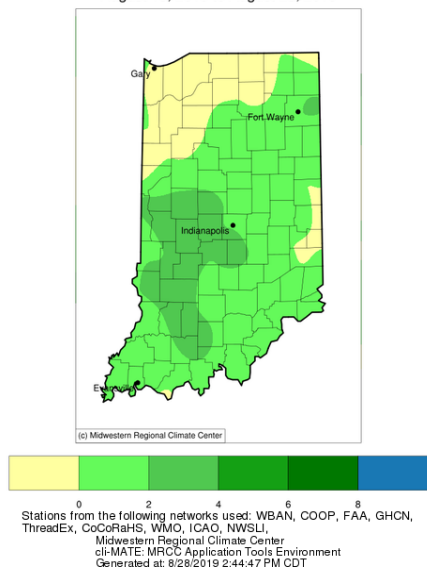 Gary
Fort Wayne
Indianapolis
(c) Midwestern Regional Climate Center
0 2 4 6 8
Stations from the following networks used: WBAN, COOP, FAA, GHCN,
ThreadEx, CoCoRaHS, WMO, ICAO, NWSLI,
Midwestern Regional Climate Center
cli-MATE: MRCC Application Tools Environment
Generated at: 8/28/2019 2:44:47 PM CDT